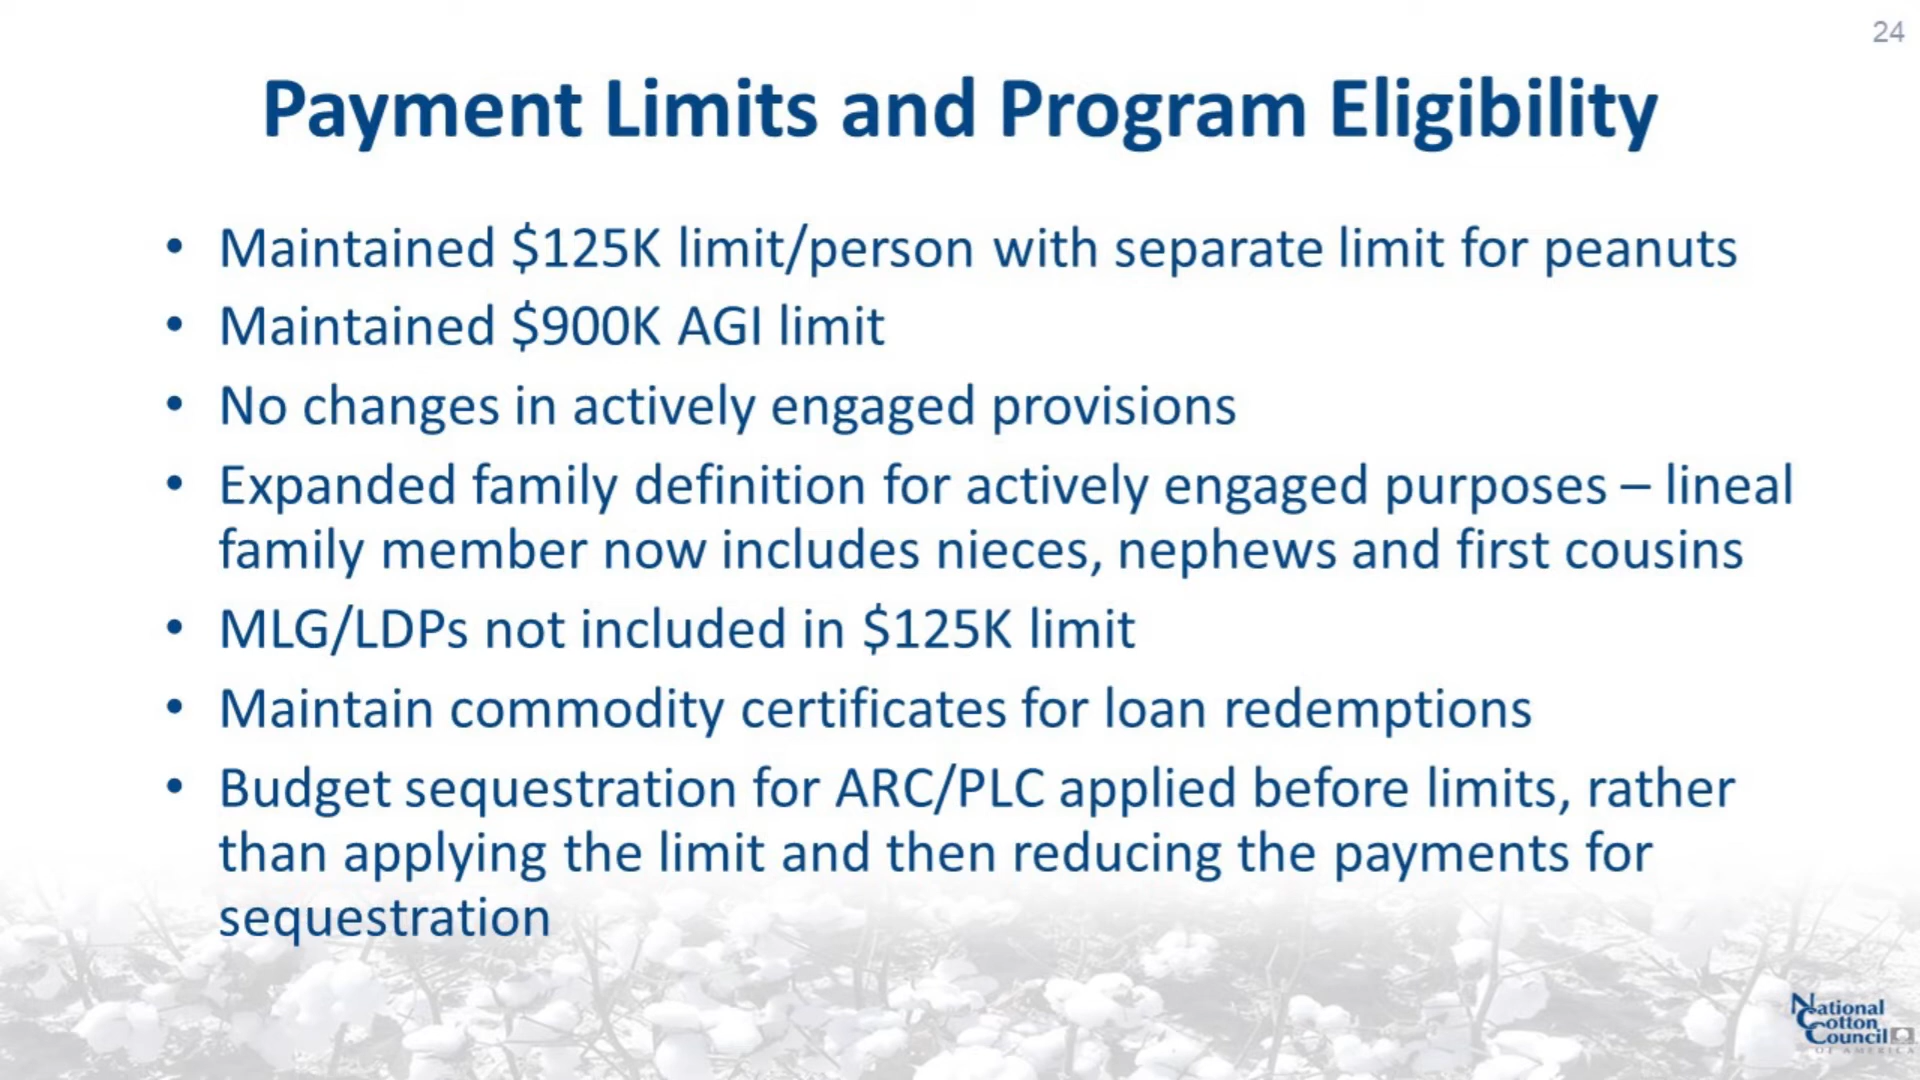 24
Payment Limits and Program Eligibility
• Maintained $125K limit/person with separate limit for peanuts
• Maintained $900K AGI limit
• No changes in actively engaged provisions
• Expanded family definition for actively engaged purposes – lineal
family member now includes nieces, nephews and first cousins
• MLG/LDPs not included in $125K limit
• Maintain commodity certificates for loan redemptions
• Budget sequestration for ARC/PLC applied before limits, rather
than applying the limit and then reducing the payments for
sequestration
National
Cotton
Council
OF AMERICA